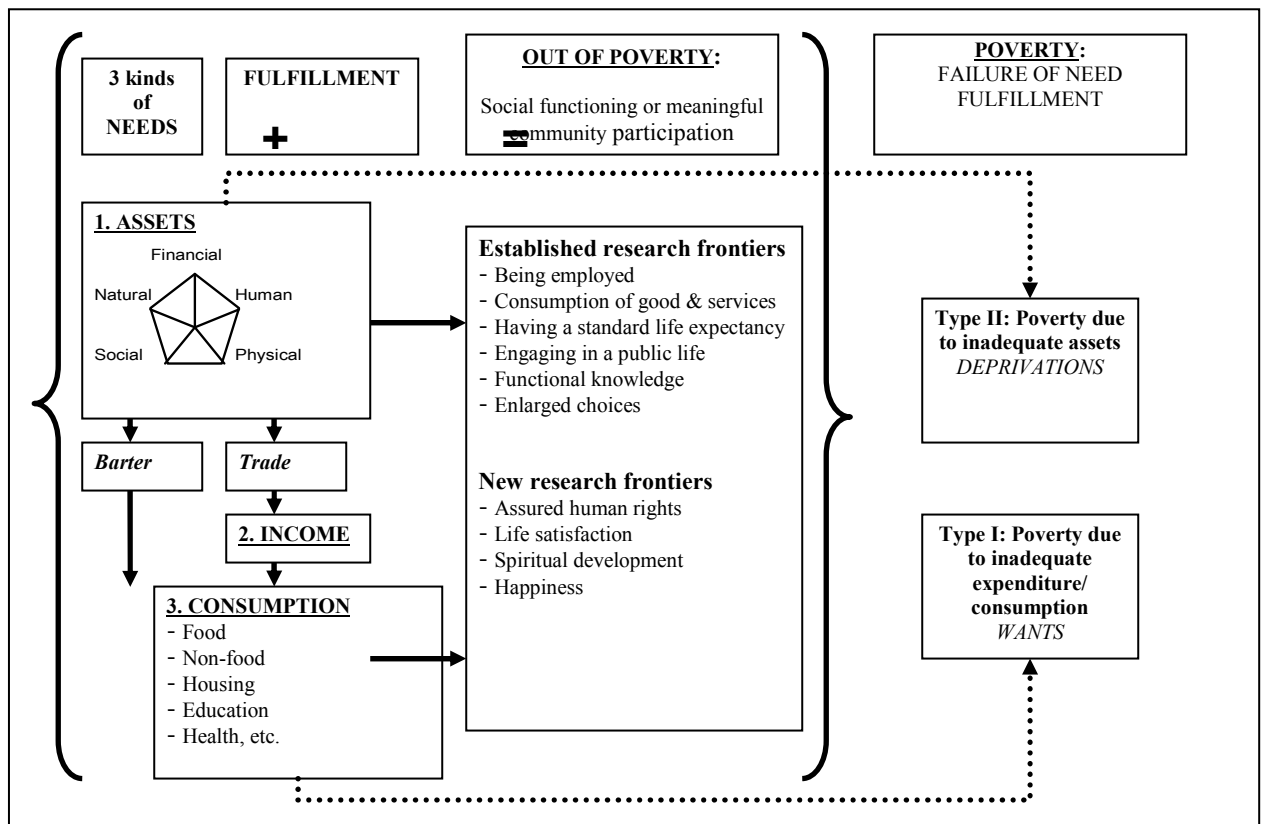 3 kinds
of
NEEDS
FULFILLMENT
+
OUT OF POVERTY:
Social functioning or meaningful
community participation
=
POVERTY:
FAILURE OF NEED
FULFILLMENT
1. ASSETS
Financial
Natural
Human
Social
Physical
Barter
Trade
2. INCOME
3. CONSUMPTION
- Food
- Non-food
- Housing
- Education
- Health, etc.
Established research frontiers
- Being employed
- Consumption of good & services
- Having a standard life expectancy
- Engaging in a public life
- Functional knowledge
- Enlarged choices
New research frontiers
- Assured human rights
- Life satisfaction
- Spiritual development
- Happiness
Type II: Poverty due
to inadequate assets
DEPRIVATIONS
Type I: Poverty due
to inadequate
expenditure/
consumption
WANTS